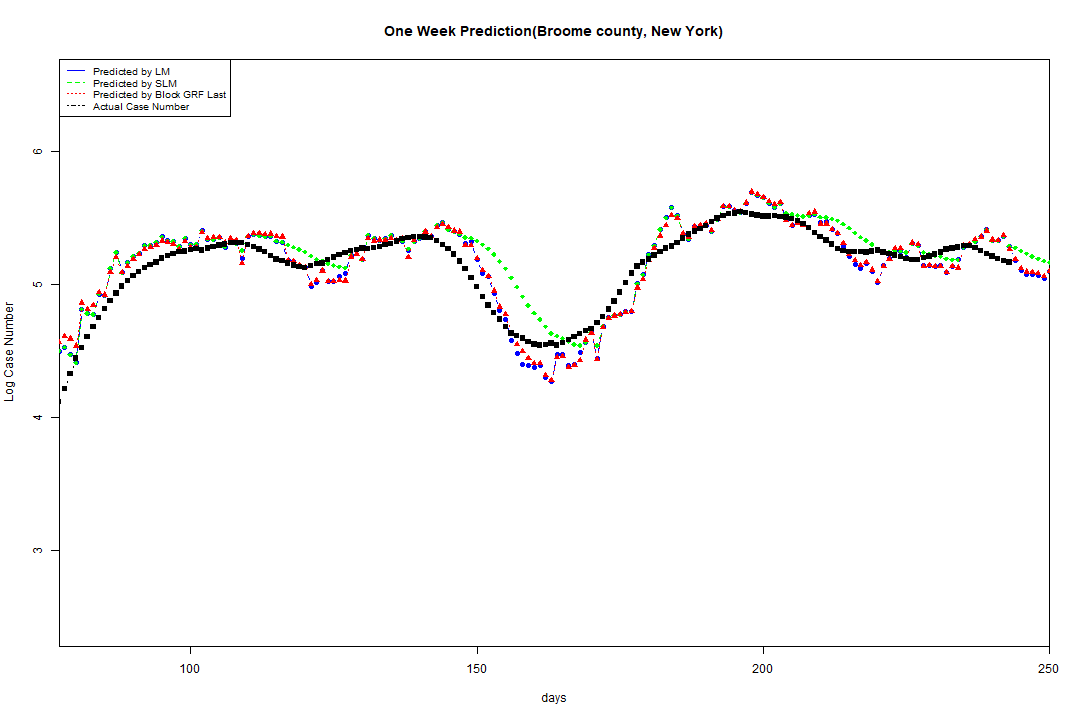 One Week Prediction(Broome county, New York)
Predicted by LM
Predicted by SLM
Predicted by Block GRF Last
Actual Case Number
6
5
4
3
Log Case Number
100 150 200 250
days